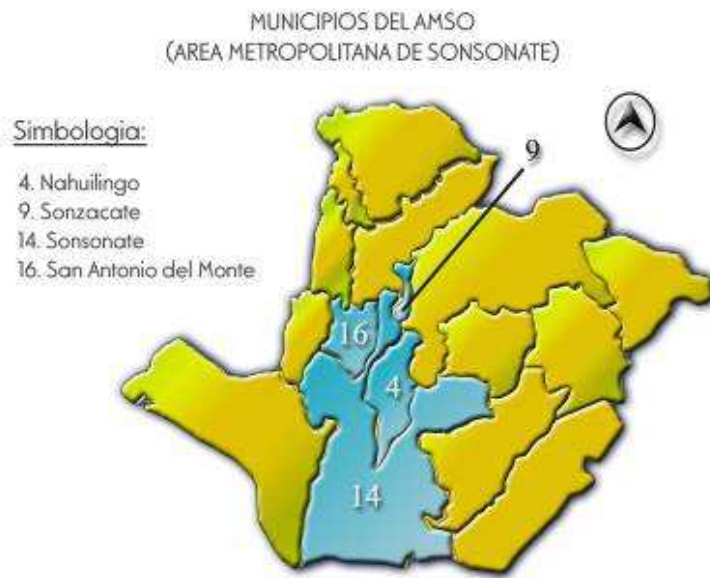 MUNICIPIOS DEL AMSO
(AREA METROPOLITANA DE SONSONATE)
Simbologia:
4. Nahuilingo
9. Sonzacate
14. Sonsonate
16. San Antonio del Monte
9
16
4
14